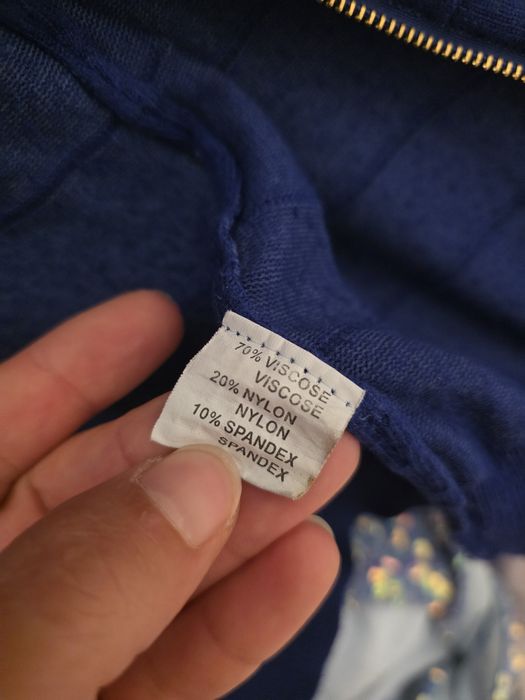 70% VISCOSE
VISCOSE
20% NYLON
NYLON
10% SPANDEX
SPANDEX